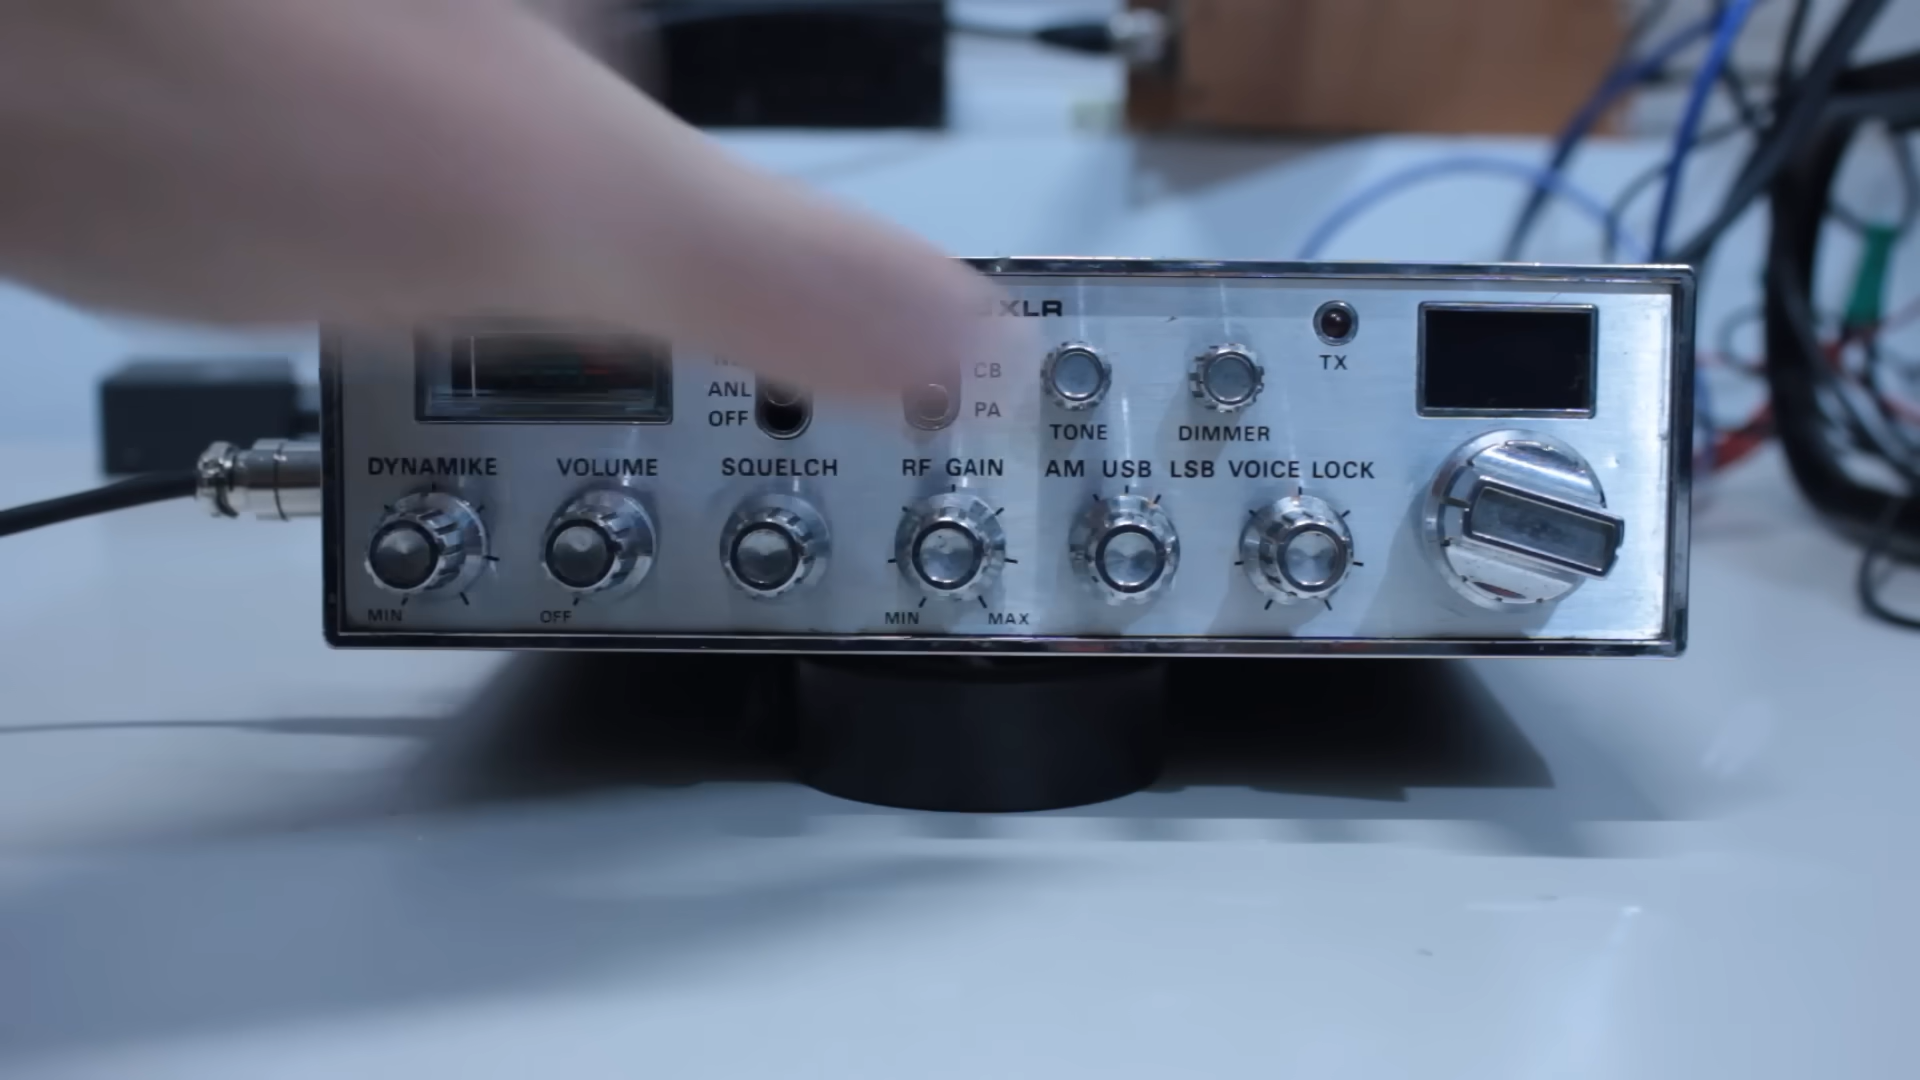 XLR
CB
ANL
OFF
PA
TX
TONE
DIMMER
DYNAMIKE
VOLUME
SQUELCH
RF GAIN
AM USB LSB VOICE LOCK
MIN
OFF
MIN
MAX